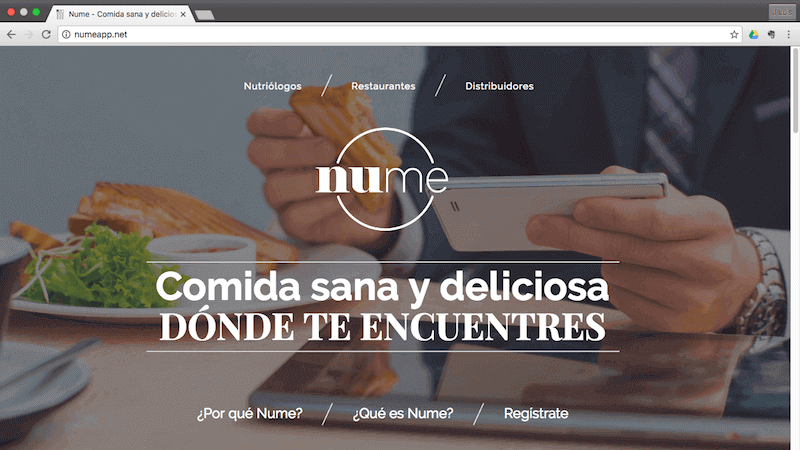 Nume - Comida sana y delicios
numeapp.net
Nutriólogos / Restaurantes / Distribuidores
nume
Comida sana y deliciosa
DÓNDE TE ENCUENTRES
¿Por qué Nume? / ¿Qué es Nume? / Regístrate